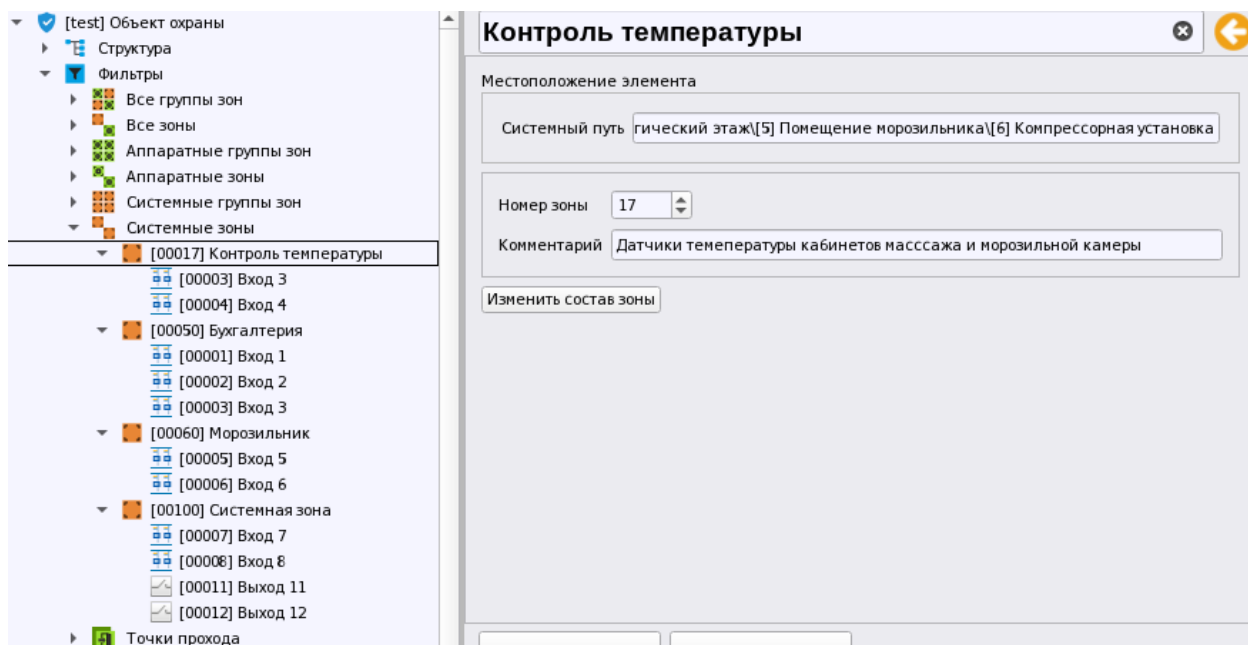 [test] Объект охраны
Структура
Фильтры
Все группы зон
Все зоны
Аппаратные группы зон
Аппаратные зоны
Системные группы зон
Системные зоны
[00017] Контроль температуры
[00003] Вход 3
[00004] Вход 4
[00050] Бухгалтерия
[00001] Вход 1
[00002] Вход 2
[00003] Вход 3
[00060] Морозильник
[00005] Вход 5
[00006] Вход 6
[00100] Системная зона
[00007] Вход 7
[00008] Вход 8
[00011] Выход 11
[00012] Выход 12
Точки прохода
Контроль температуры
Местоположение элемента
Системный путь гический этаж\[5] Помещение морозильника\[6] Компрессорная установка
Номер зоны 17
Комментарий Датчики темепературы кабинетов масссажа и морозильной камеры
Изменить состав зоны